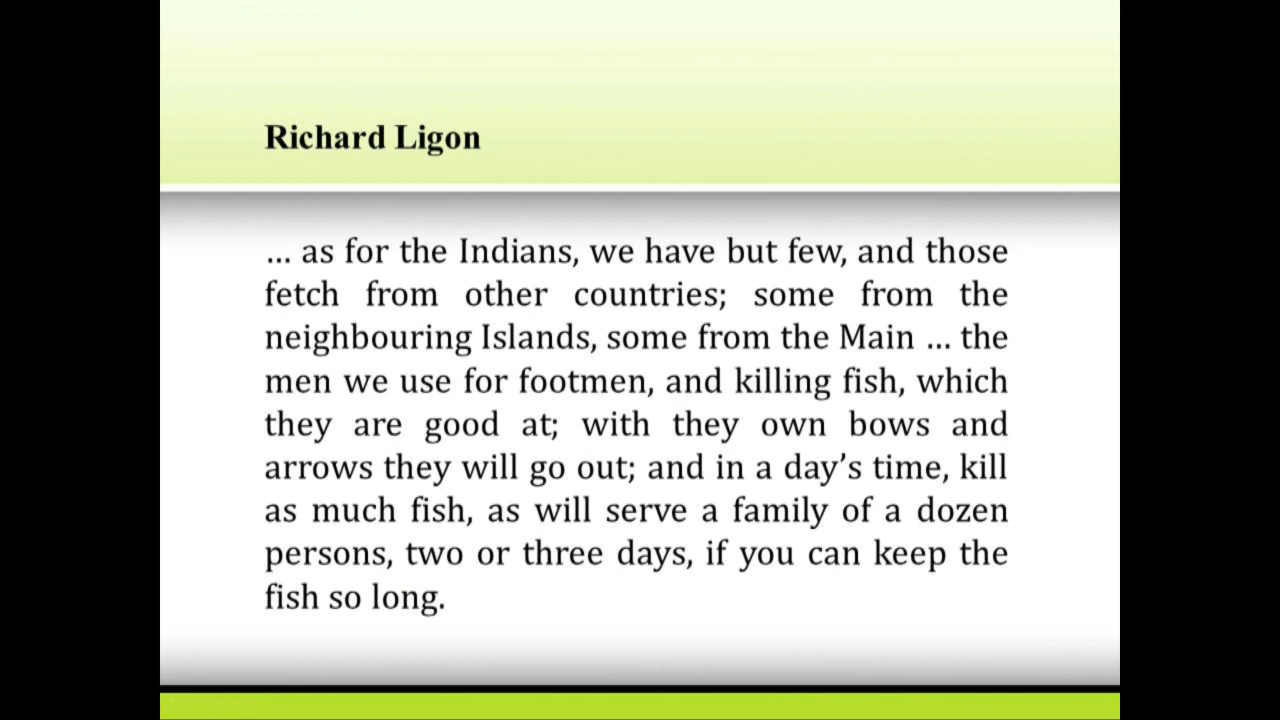 Richard Ligon
… as for the Indians, we have but few, and those
fetch from other countries; some from the
neighbouring Islands, some from the Main … the
men we use for footmen, and killing fish, which
they are good at; with they own bows and
arrows they will go out; and in a day’s time, kill
as much fish, as will serve a family of a dozen
persons, two or three days, if you can keep the
fish so long.